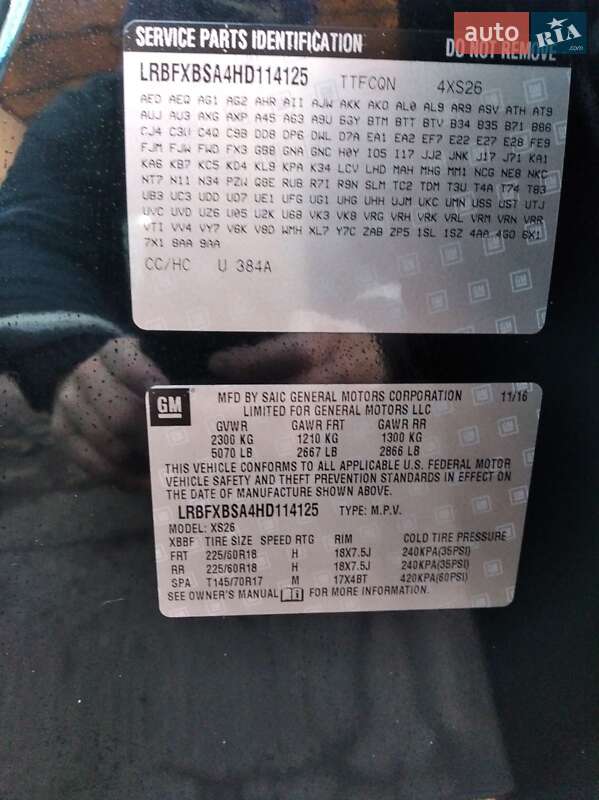 auto RIA .com
SERVICE PARTS IDENTIFICATION DO NOT REMOVE
LRBFXBSA4HD114125 TTFCQN 4XS26
AED AEQ AG1 AG2 AHR AII AJW AKK AKO AL0 AL9 AR9 ASV ATH AT9
AUJ AU3 AXG AXP A45 A63 A9U BGY BTM BTT BTV B34 B35 B71 B86
CJ4 C3U C4Q C9B DD8 DP6 DWL D7A EA1 EA2 EF7 E22 E27 E28 FE9
FJM FJW FWD FX3 G98 GNA GNC H0Y IO5 I17 JJ2 JNK J17 J71 KA1
KA6 KB7 KC5 KD4 KL9 KPA K34 LCV LHD MAH MHG MM1 NCG NE8 NKC
NT7 N11 N34 PZW Q8E RUB R7I R9N SLM TC2 TDM T3U T4A T74 T83
UB3 UC3 UDD UD7 UE1 UFG UG1 UHG UHH UJM UKC UMN USS UST UTJ
UVC UVD UZ6 U05 U2K U68 VK3 VK8 VRG VRH VRK VRL VRM VRN VRR
VTI VV4 VY7 V6K V8D WMH XL7 Y7C ZAB ZP5 1SL 1SZ 4AA 4G0 6X1
7X1 8AA 9AA
CC/HC U 384A
GM
MFD BY SAIC GENERAL MOTORS CORPORATION 11/16
LIMITED FOR GENERAL MOTORS LLC
GVWR GAWR FRT GAWR RR
2300 KG 1210 KG 1300 KG
5070 LB 2667 LB 2866 LB
THIS VEHICLE CONFORMS TO ALL APPLICABLE U.S. FEDERAL MOTOR
VEHICLE SAFETY AND THEFT PREVENTION STANDARDS IN EFFECT ON
THE DATE OF MANUFACTURE SHOWN ABOVE.
LRBFXBSA4HD114125 TYPE: M.P.V.
MODEL: XS26
XBBF TIRE SIZE SPEED RTG RIM COLD TIRE PRESSURE
FRT 225/60R18 H 18X7.5J 240KPA(35PSI)
RR 225/60R18 H 18X7.5J 240KPA(35PSI)
SPA T145/70R17 M 17X4BT 420KPA(60PSI)
SEE OWNER'S MANUAL FOR MORE INFORMATION.